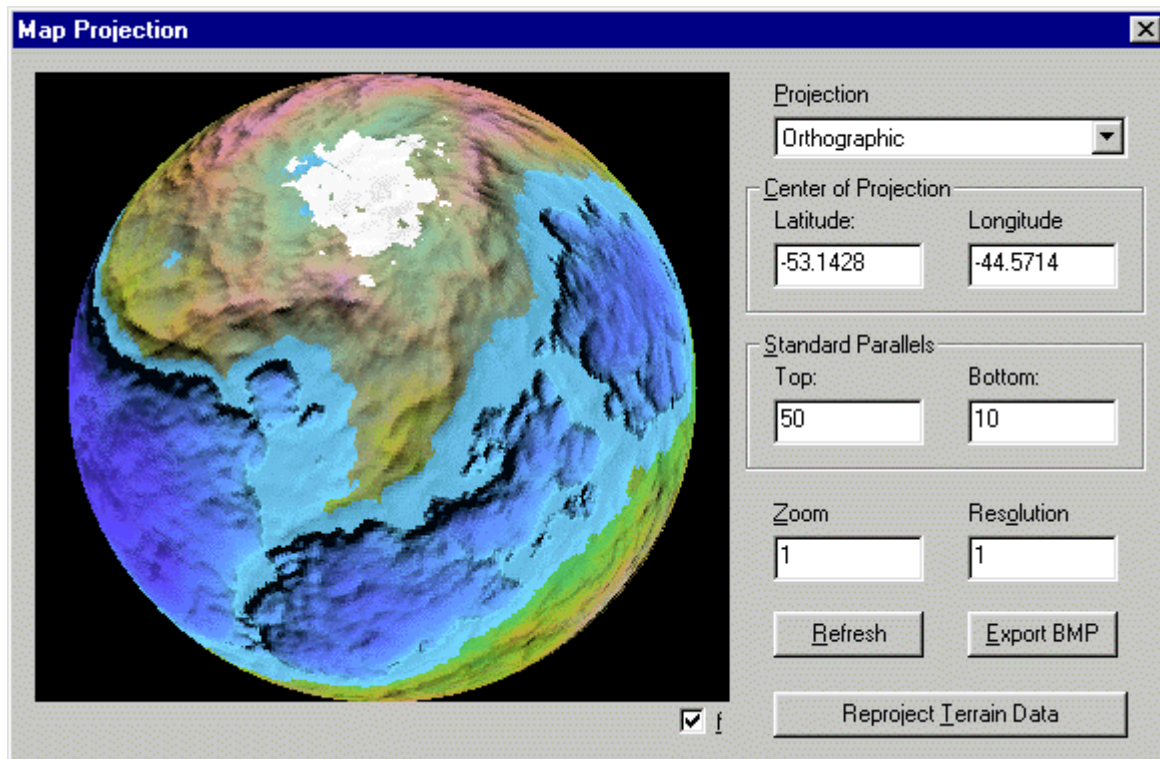 Map Projection
Projection
Orthographic
Center of Projection
Latitude: Longitude
-53.1428 -44.5714
Standard Parallels
Top: Bottom:
50 10
Zoom Resolution
1 1
Refresh Export BMP
Reproject Terrain Data
f